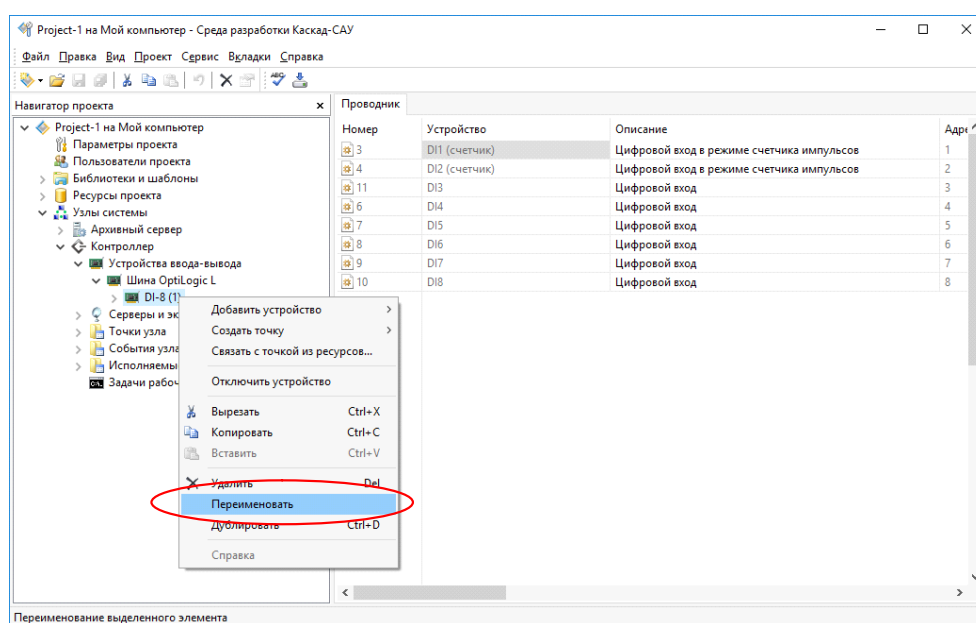 Project-1 на Мой компьютер - Среда разработки Каскад-САУ
Файл Правка Вид Проект Сервис Вкладки Справка
Навигатор проекта
Проводник
Project-1 на Мой компьютер
Параметры проекта
Пользователи проекта
Библиотеки и шаблоны
Ресурсы проекта
Узлы системы
Архивный сервер
Контроллер
Устройства ввода-вывода
Шина OptiLogic L
DI-8 (1)
Серверы и эк
Точки узла
События узла
Исполняемы
Задачи рабоч
Номер Устройство Описание Адре
3 DI1 (счетчик) Цифровой вход в режиме счетчика импульсов 1
4 DI2 (счетчик) Цифровой вход в режиме счетчика импульсов 2
11 DI3 Цифровой вход 3
6 DI4 Цифровой вход 4
7 DI5 Цифровой вход 5
8 DI6 Цифровой вход 6
9 DI7 Цифровой вход 7
10 DI8 Цифровой вход 8
Добавить устройство
Создать точку
Связать с точкой из ресурсов...
Отключить устройство
Вырезать Ctrl+X
Копировать Ctrl+C
Вставить Ctrl+V
Удалить Del
Переименовать
Дублировать Ctrl+D
Справка
Переименование выделенного элемента